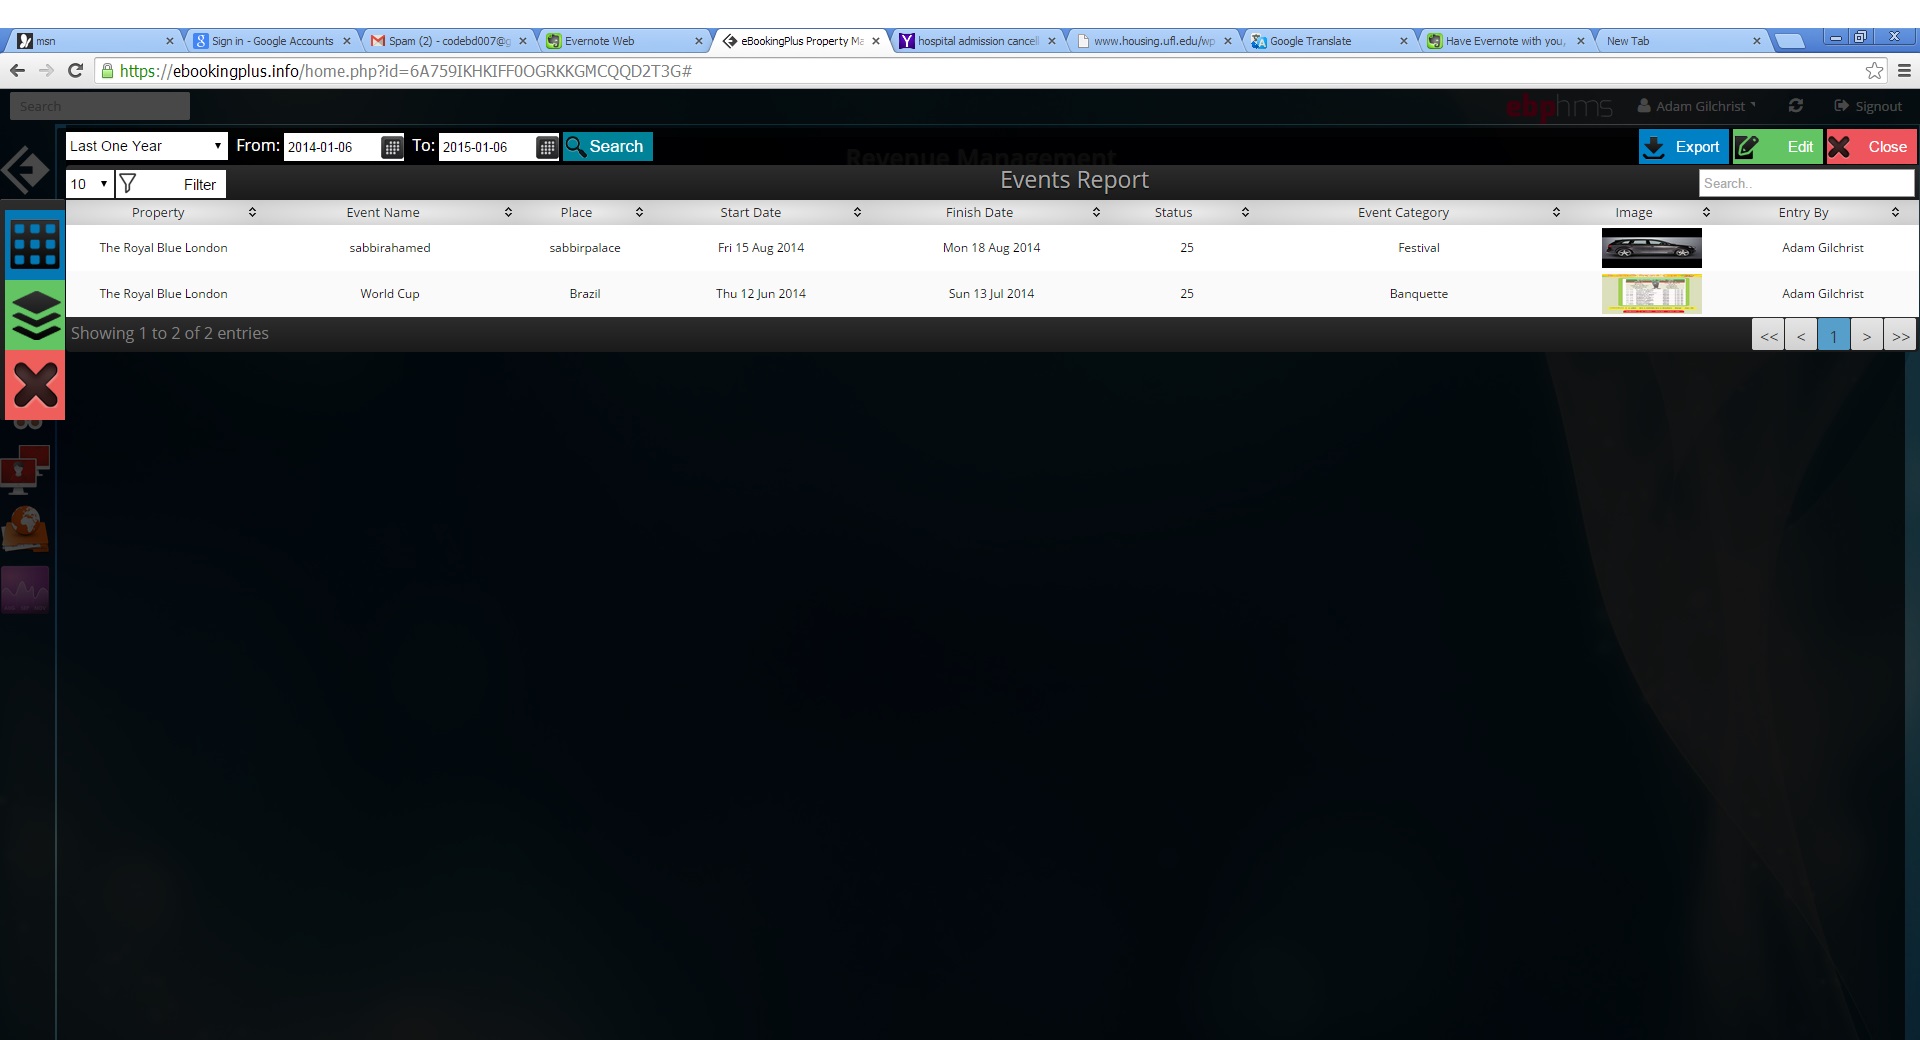 msn
Sign in - Google Accounts
Spam (2) - codebd007@g
Evernote Web
eBookingPlus Property Ma
hospital admission cancell
www.housing.ufl.edu/wp
Google Translate
Have Evernote with you,
New Tab
https://ebookingplus.info/home.php?id=6A759IKHKIFF0OGRKKGMCQQD2T3G#
Search
ebphms
Adam Gilchrist
Signout
Last One Year
From: 2014-01-06
To: 2015-01-06
Search
Revenue Management
Export
Edit
Close
10
Filter
Events Report
Search..
Property Event Name Place Start Date Finish Date Status Event Category Image Entry By
The Royal Blue London sabbirahamed sabbirpalace Fri 15 Aug 2014 Mon 18 Aug 2014 25 Festival Adam Gilchrist
The Royal Blue London World Cup Brazil Thu 12 Jun 2014 Sun 13 Jul 2014 25 Banquette Adam Gilchrist
Showing 1 to 2 of 2 entries
<< < 1 > >>